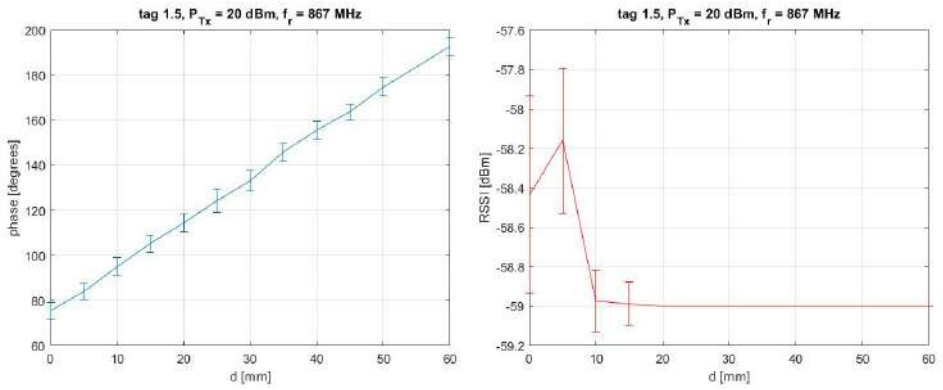 tag 1.5, P_Tx = 20 dBm, f_r = 867 MHz
200
180
160
140
120
100
80
60
phase [degrees]
0 10 20 30 40 50 60
d [mm]
tag 1.5, P_Tx = 20 dBm, f_r = 867 MHz
-57.6
-57.8
-58
-58.2
-58.4
-58.6
-58.8
-59
-59.2
RSSI [dBm]
0 10 20 30 40 50 60
d [mm]